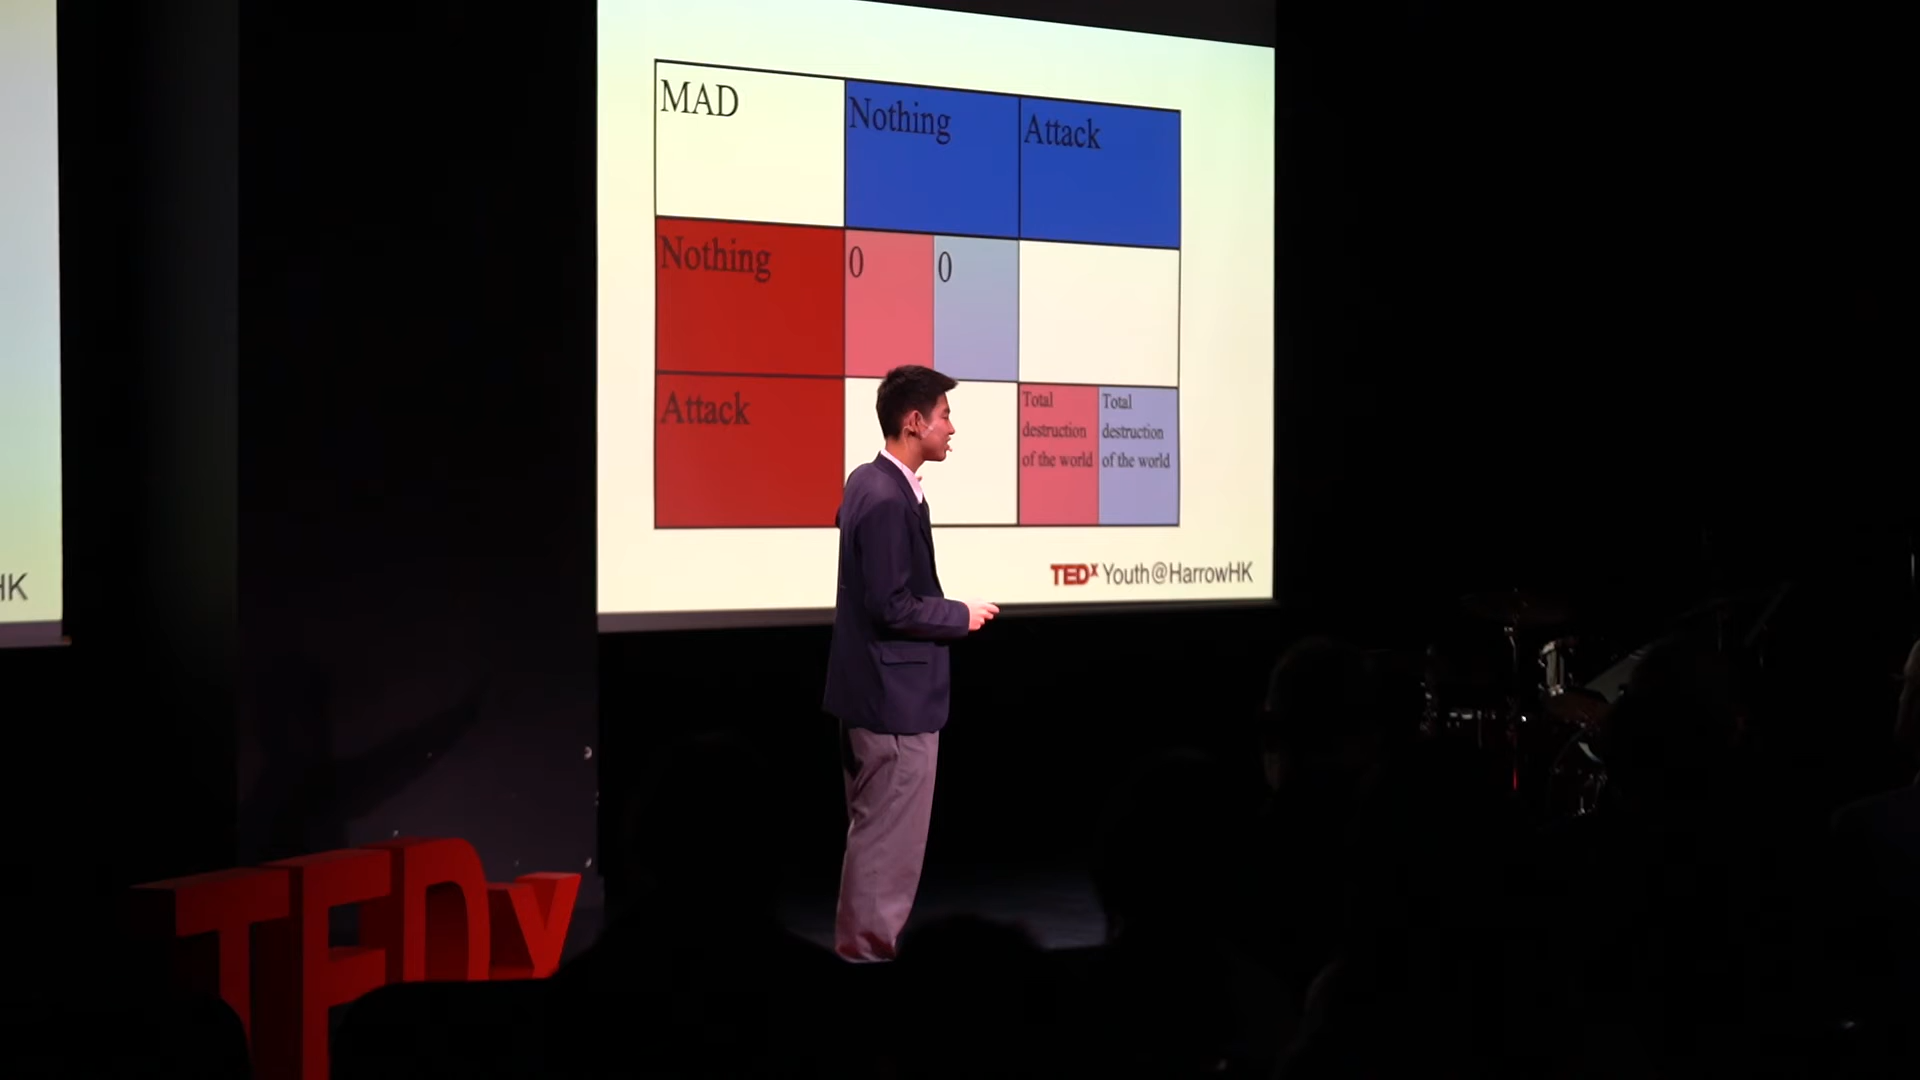 MAD
Nothing
Attack
Nothing
0
0
Attack
Total
destruction
of the world
Total
destruction
of the world
TEDx Youth@HarrowHK
HK
TEDx